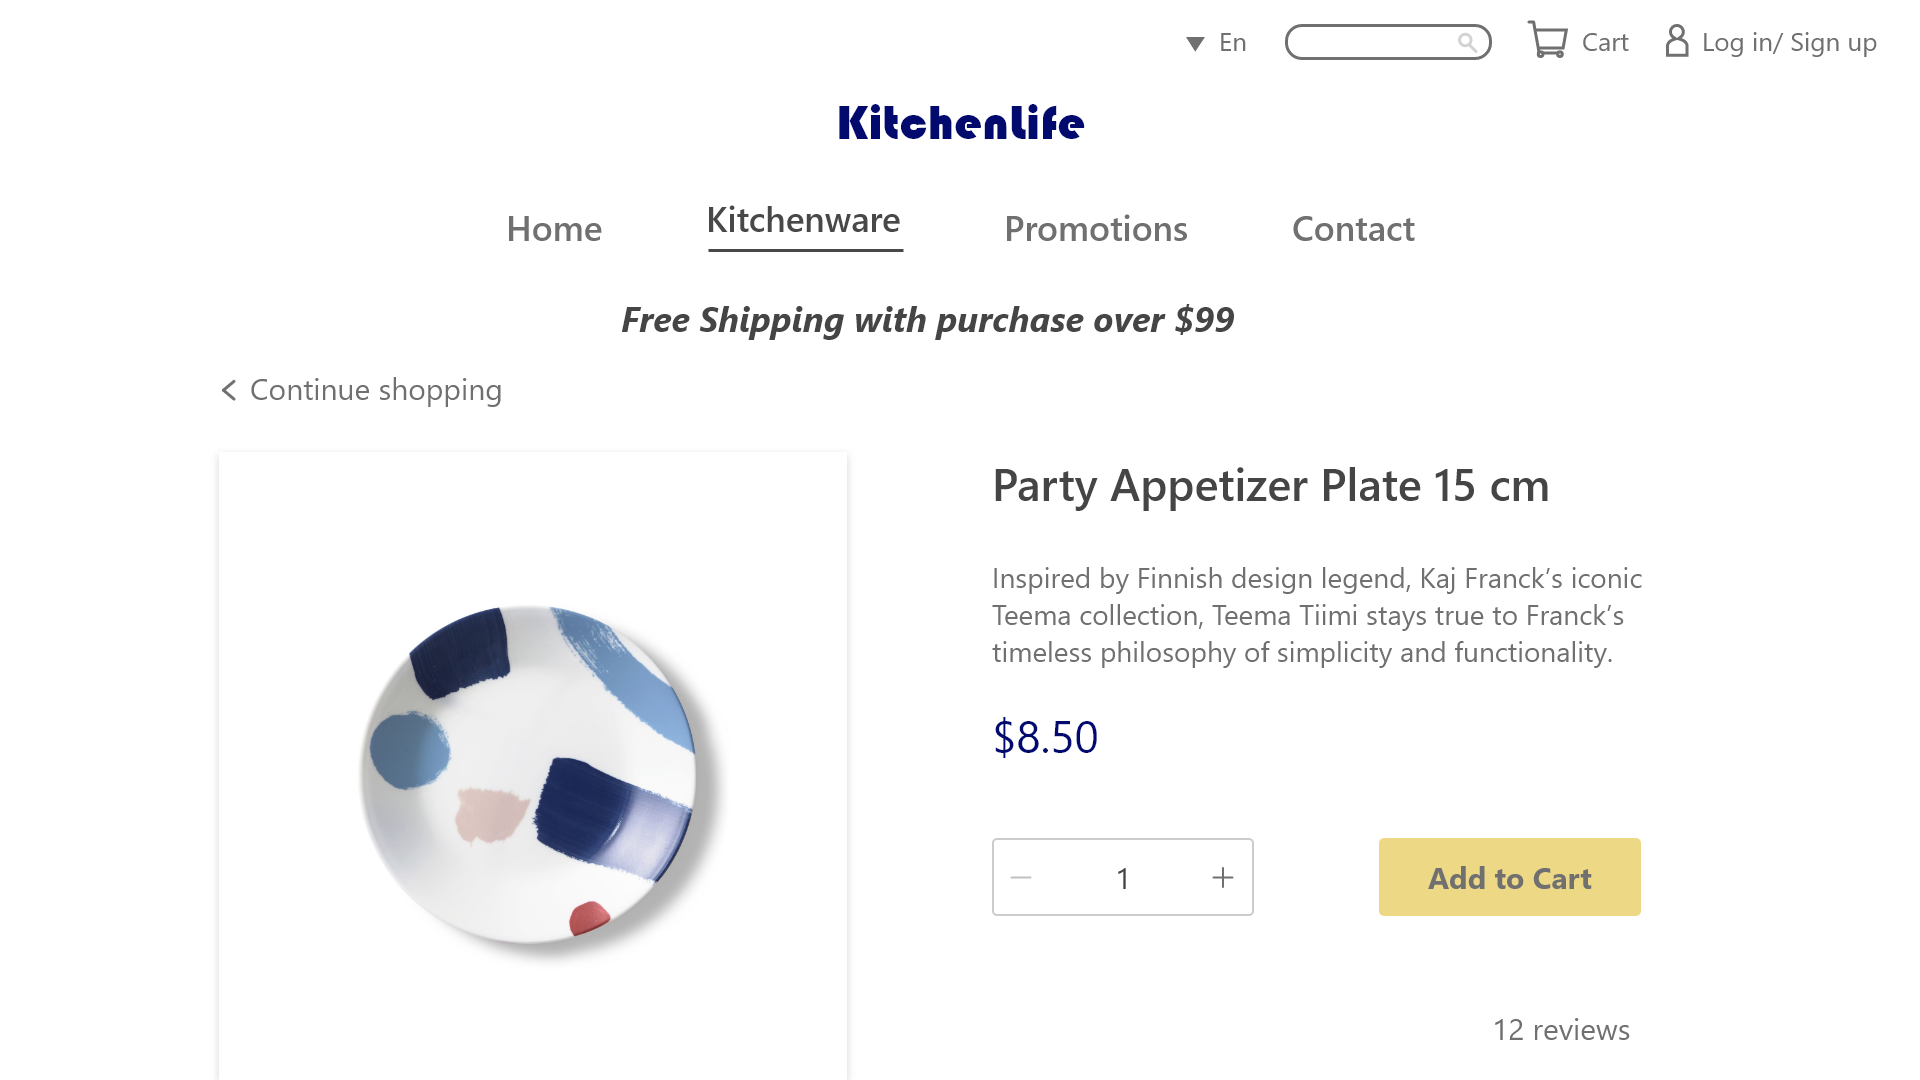 En
Cart
Log in/ Sign up
KitchenLife
Home
Kitchenware
Promotions
Contact
Free Shipping with purchase over $99
Continue shopping
Party Appetizer Plate 15 cm
Inspired by Finnish design legend, Kaj Franck’s iconic
Teema collection, Teema Tiimi stays true to Franck’s
timeless philosophy of simplicity and functionality.
$8.50
1
Add to Cart
12 reviews